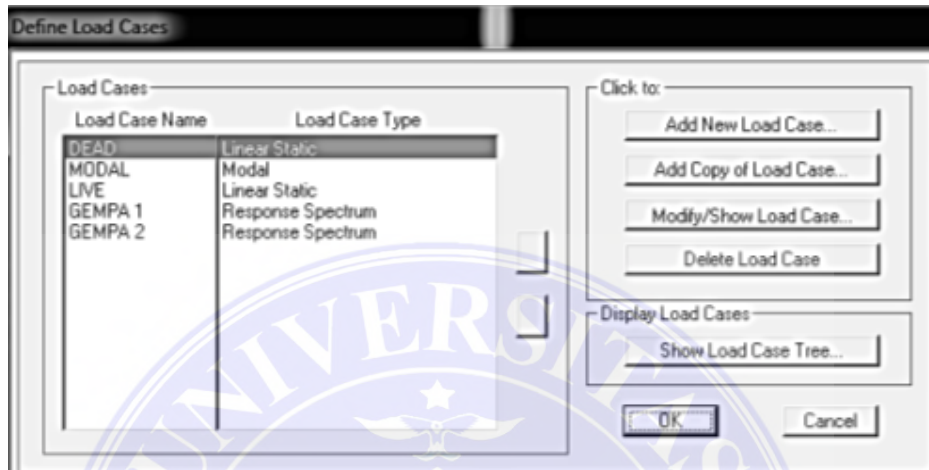 Define Load Cases
Load Cases
Load Case Name Load Case Type
DEAD Linear Static
MODAL Modal
LIVE Linear Static
GEMPA 1 Response Spectrum
GEMPA 2 Response Spectrum
Click to:
Add New Load Case...
Add Copy of Load Case...
Modify/Show Load Case...
Delete Load Case
Display Load Cases
Show Load Case Tree...
OK Cancel
UNIVERSITAS